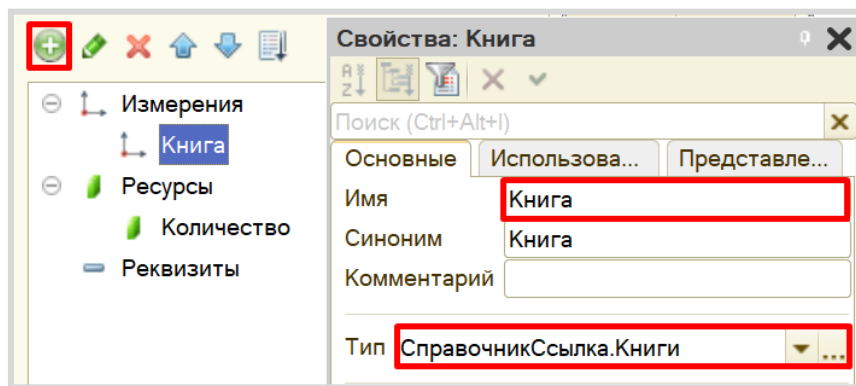 Свойства: Книга
Поиск (Ctrl+Alt+I)
Измерения
Книга
Ресурсы
Количество
Реквизиты
Основные Использова... Представле...
Имя Книга
Синоним Книга
Комментарий
Тип СправочникСсылка.Книги